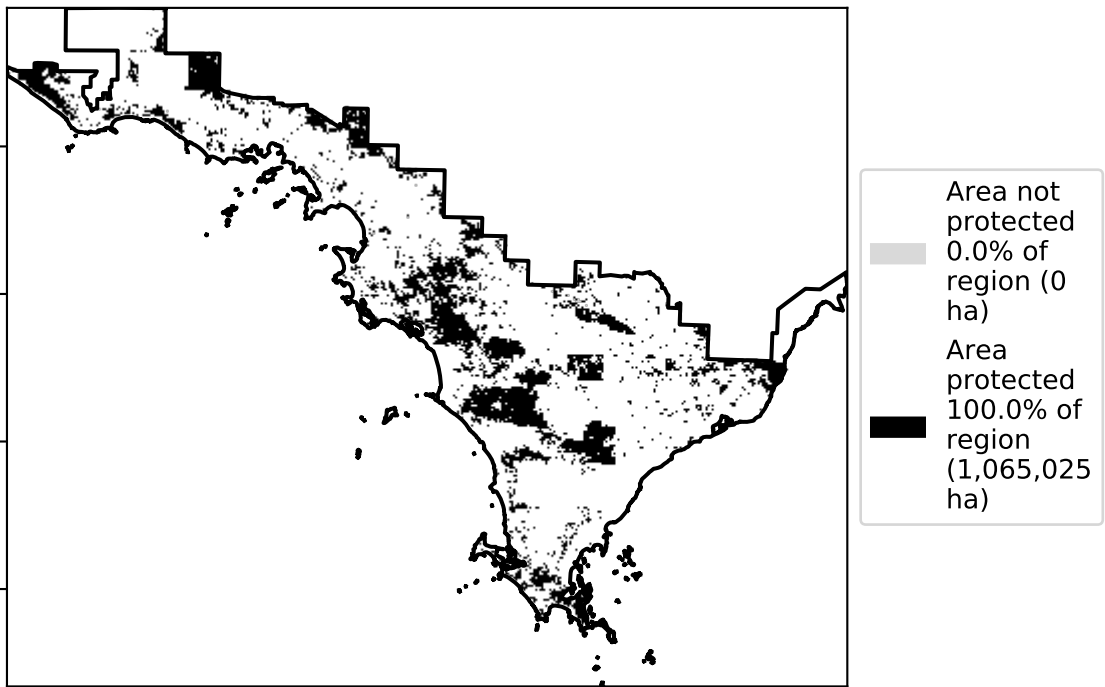 Area not
protected
0.0% of
region (0
ha)
Area
protected
100.0% of
region
(1,065,025
ha)